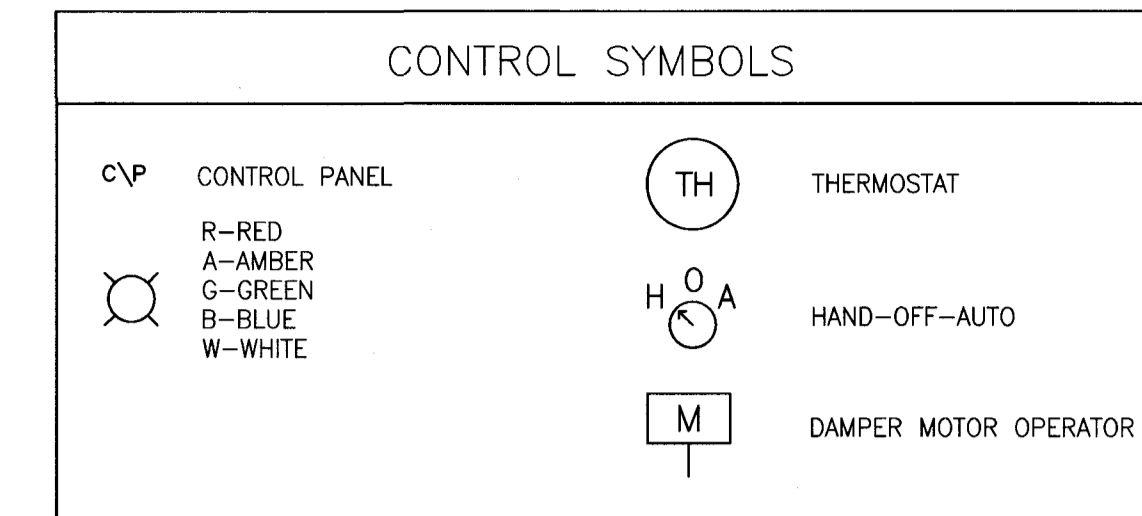 CONTROL SYMBOLS
C\P CONTROL PANEL
R-RED
A-AMBER
G-GREEN
B-BLUE
W-WHITE
TH THERMOSTAT
H O A HAND-OFF-AUTO
M DAMPER MOTOR OPERATOR